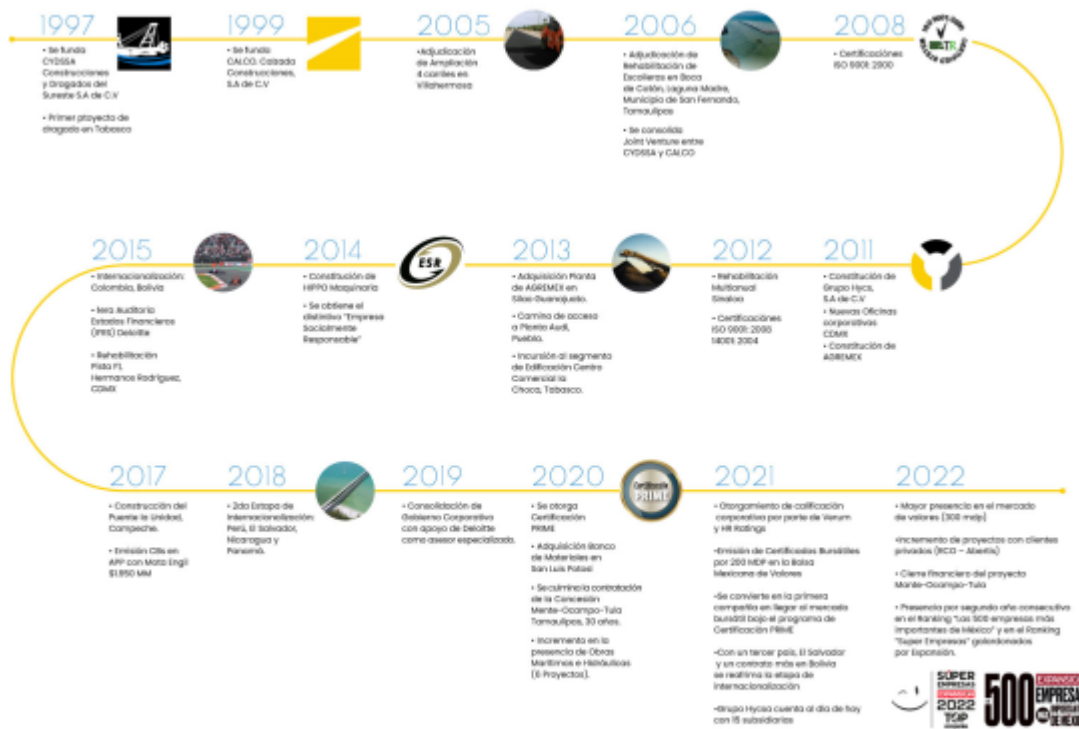 1997
• Se funda
CYDSSA
Construcciones
y Dragados del
Sureste S.A de C.V
• Primer proyecto de
dragado en Tabasco
1999
• Se funda
CALCO. Calzada
Construcciones,
S.A de C.V
2005
•Adjudicación
de Ampliación
4 carriles en
Villahermosa
2006
• Adjudicación de
Rehabilitación de
Escolleras en Boca
de Catán, Laguna Madre,
Municipio de San Fernando,
Tamaulipas
• Se consolida
Joint Venture entre
CYDSSA y CALCO
2008
• Certificaciónes
ISO 9001: 2000
2011
• Constitución de
Grupo Hyca,
S.A de C.V
• Nuevas Oficinas
corporativas
CDMX
• Constitución de
AGREMEX
2012
• Rehabilitación
Multianual
Sinaloa
• Certificaciónes
ISO 9001: 2008
14001: 2004
2013
• Adquisición Planta
de AGREMEX en
Silao Guanajuato.
• Camino de acceso
a Planta Audi,
Puebla.
• Incursión al segmento
de Edificación Centro
Comercial la
Choca, Tabasco.
2014
• Constitución de
HIPPO Maquinaria
• Se obtiene el
distintivo "Empresa
Socialmente
Responsable"
ESR
2015
• Internacionalización:
Colombia, Bolivia
• 1era Auditoría
Estados Financieros
(IFRS) Deloitte
• Rehabilitación
Pista F1,
Hermanos Rodríguez,
CDMX
2017
• Construcción del
Puente la Unidad,
Campeche.
• Emisión CBs en
APP con Mota Engil
$1,950 MM
2018
• 2da Etapa de
Internacionalización:
Perú, El Salvador,
Nicaragua y
Panamá.
2019
• Consolidación de
Gobierno Corporativo
con apoyo de Deloitte
como asesor especializado.
2020
• Se otorga
Certificación
PRIME
• Adquisición Banco
de Materiales en
San Luis Potosí
• Se culmina la contratación
de la Concesión
Mante-Ocampo-Tula
Tamaulipas, 30 años.
• Incremento en la
presencia de Obras
Marítimas e Hidráulicas
(6 Proyectos).
Certificación
PRIME
2021
• Otorgamiento de calificación
corporativa por parte de Verum
y HR Ratings
•Emisión de Certificados Bursátiles
por 200 MDP en la Bolsa
Mexicana de Valores
•Se convierte en la primera
compañía en llegar al mercado
bursátil bajo el programa de
Certificación PRIME
•Con un tercer país, El Salvador
y un contrato más en Bolivia
se reafirma la etapa de
internacionalización
•Grupo Hycsa cuenta al día de hoy
con 15 subsidiarias
2022
• Mayor presencia en el mercado
de valores (300 mdp)
•Incremento de proyectos con clientes
privados (RCO – Abertis)
• Cierre financiero del proyecto
Mante-Ocampo-Tula
• Presencia por segundo año consecutivo
en el Ranking "Las 500 empresas más
importantes de México" y en el Ranking
"Super Empresas" galardonados
por Expansión.
SÚPER
EMPRESAS
EXPANSIÓN
2022
TOP
500
EXPANSIÓN
EMPRESAS
IMPORTANTES
DE MÉXICO